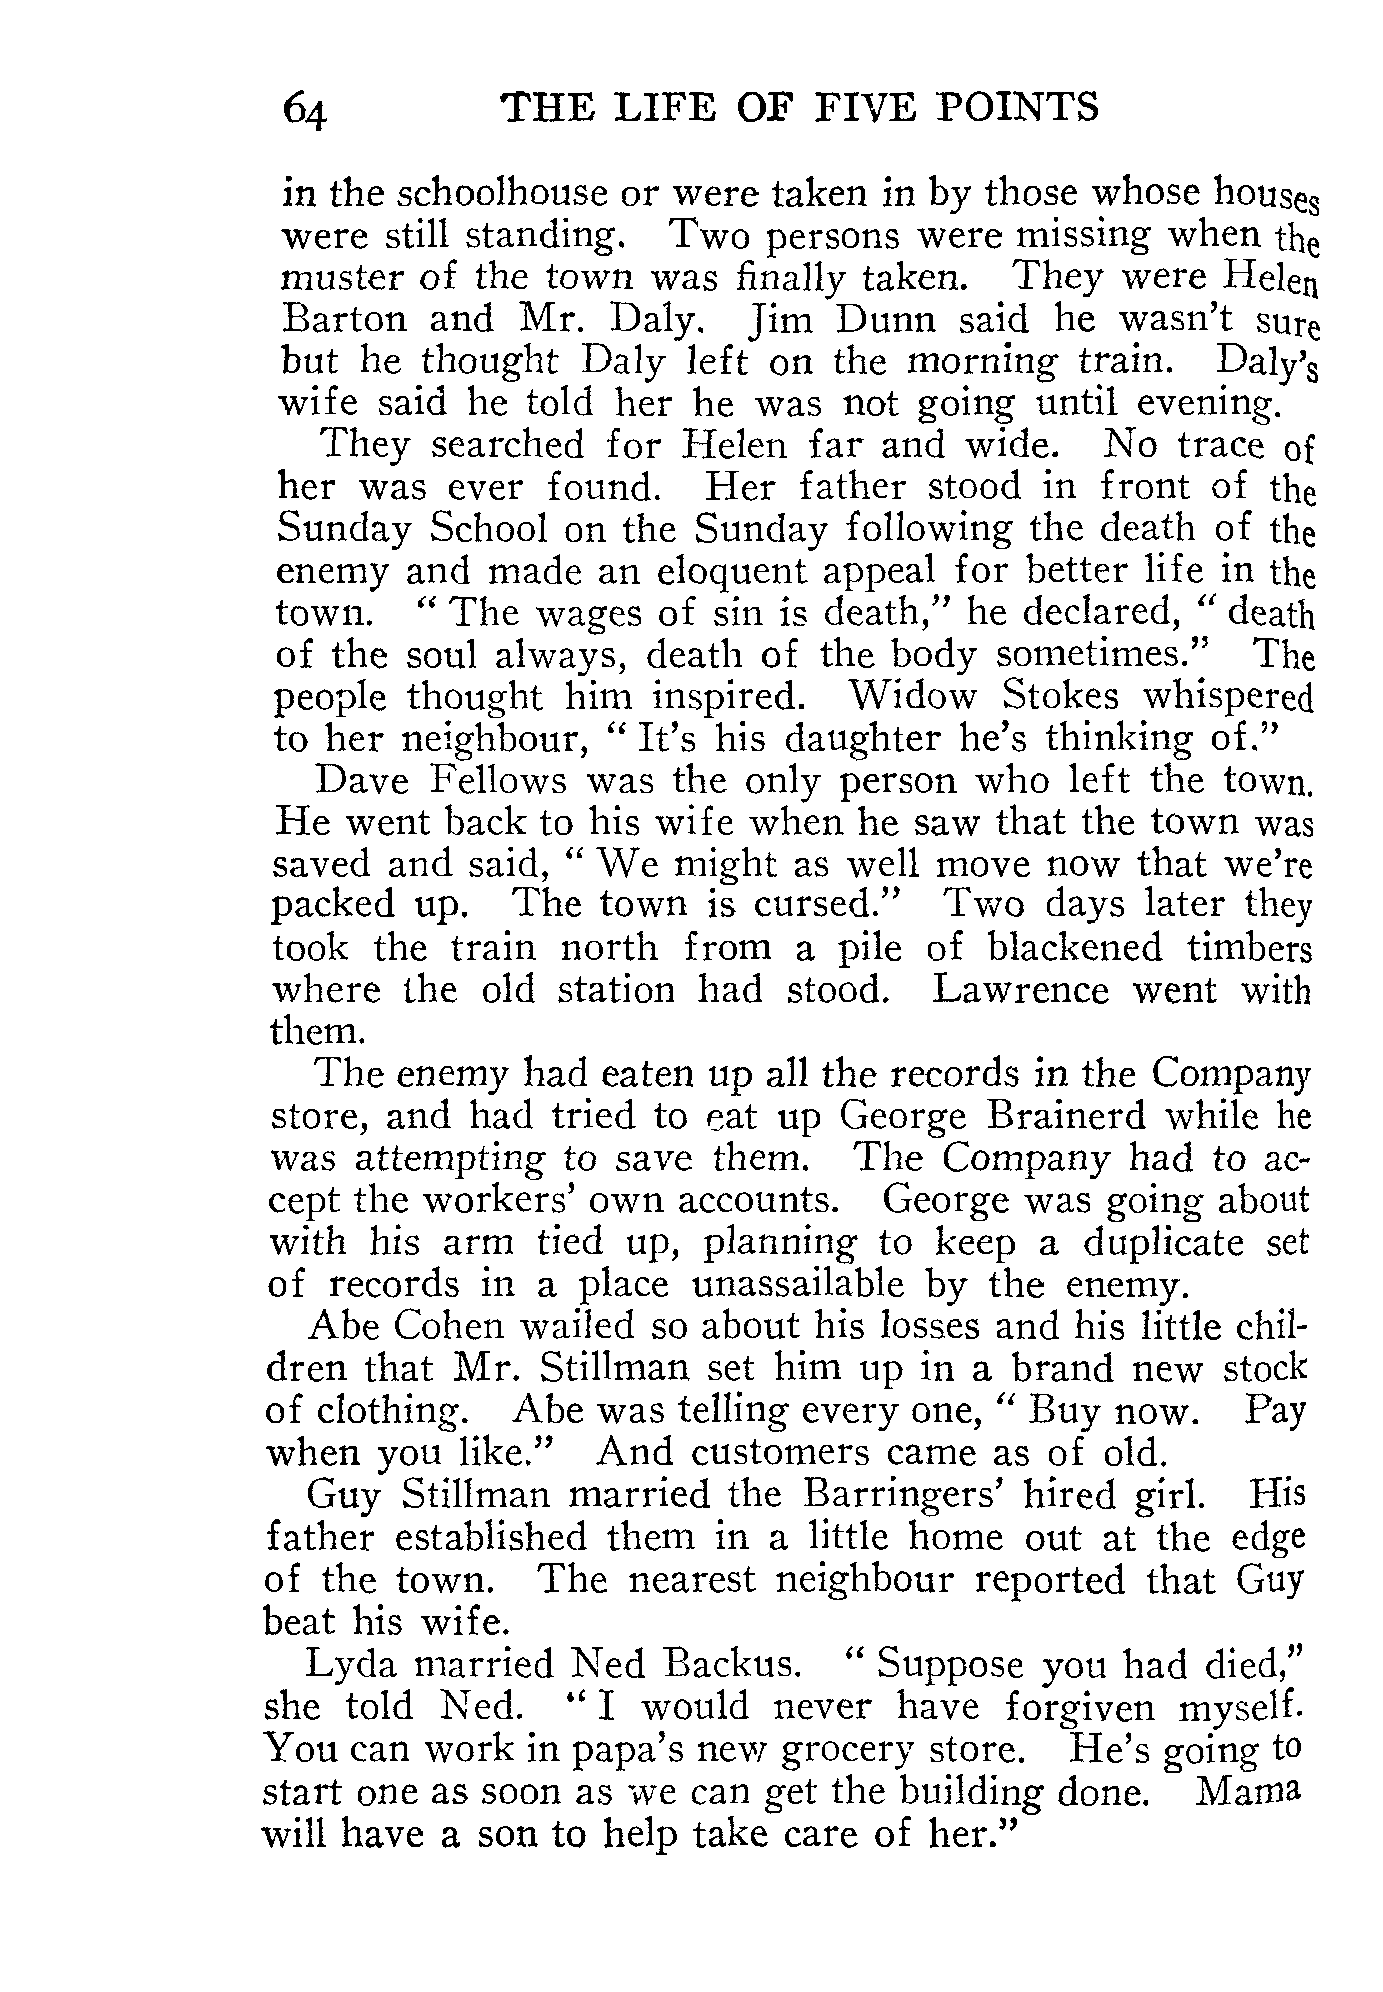 64 THE LIFE OF FIVE POINTS
in the schoolhouse or were taken in by those whose houses
were still standing. Two persons were missing when the
muster of the town was finally taken. They were Helen
Barton and Mr. Daly. Jim Dunn said he wasn't sure
but he thought Daly left on the morning train. Daly's
wife said he told her he was not going until evening.
They searched for Helen far and wide. No trace of
her was ever found. Her father stood in front of the
Sunday School on the Sunday following the death of the
enemy and made an eloquent appeal for better life in the
town. " The wages of sin is death," he declared, " death
of the soul always, death of the body sometimes." The
people thought him inspired. Widow Stokes whispered
to her neighbour, " It's his daughter he's thinking of."
Dave Fellows was the only person who left the town.
He went back to his wife when he saw that the town was
saved and said, " We might as well move now that we're
packed up. The town is cursed." Two days later they
took the train north from a pile of blackened timbers
where the old station had stood. Lawrence went with
them.
The enemy had eaten up all the records in the Company
store, and had tried to eat up George Brainerd while he
was attempting to save them. The Company had to ac-
cept the workers' own accounts. George was going about
with his arm tied up, planning to keep a duplicate set
of records in a place unassailable by the enemy.
Abe Cohen wailed so about his losses and his little chil-
dren that Mr. Stillman set him up in a brand new stock
of clothing. Abe was telling every one, " Buy now. Pay
when you like." And customers came as of old.
Guy Stillman married the Barringers' hired girl. His
father established them in a little home out at the edge
of the town. The nearest neighbour reported that Guy
beat his wife.
Lyda married Ned Backus. " Suppose you had died,"
she told Ned. " I would never have forgiven myself.
You can work in papa's new grocery store. He's going to
start one as soon as we can get the building done. Mama
will have a son to help take care of her."